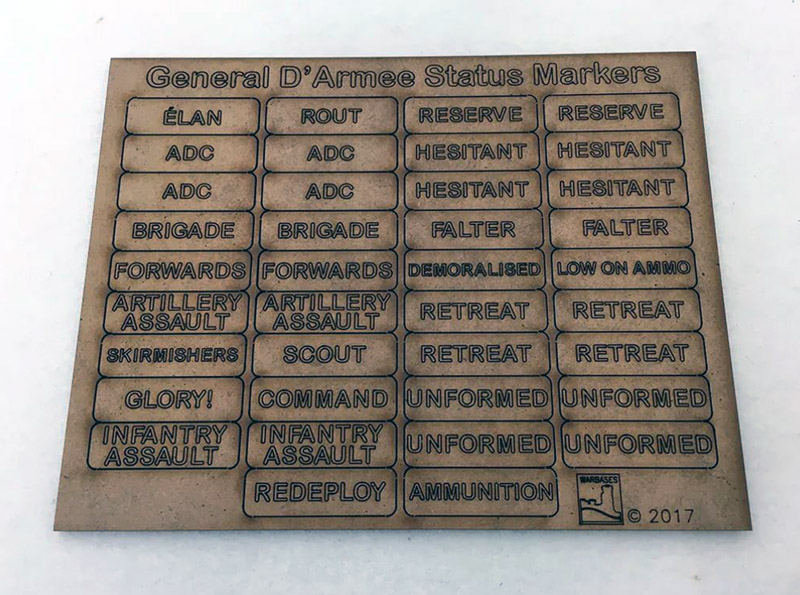 General D'Armee Status Markers
ÉLAN ROUT RESERVE RESERVE
ADC ADC HESITANT HESITANT
ADC ADC HESITANT HESITANT
BRIGADE BRIGADE FALTER FALTER
FORWARDS FORWARDS DEMORALISED LOW ON AMMO
ARTILLERY ASSAULT ARTILLERY ASSAULT RETREAT RETREAT
SKIRMISHERS SCOUT RETREAT RETREAT
GLORY! COMMAND UNFORMED UNFORMED
INFANTRY ASSAULT INFANTRY ASSAULT UNFORMED UNFORMED
REDEPLOY AMMUNITION WARBASES
© 2017